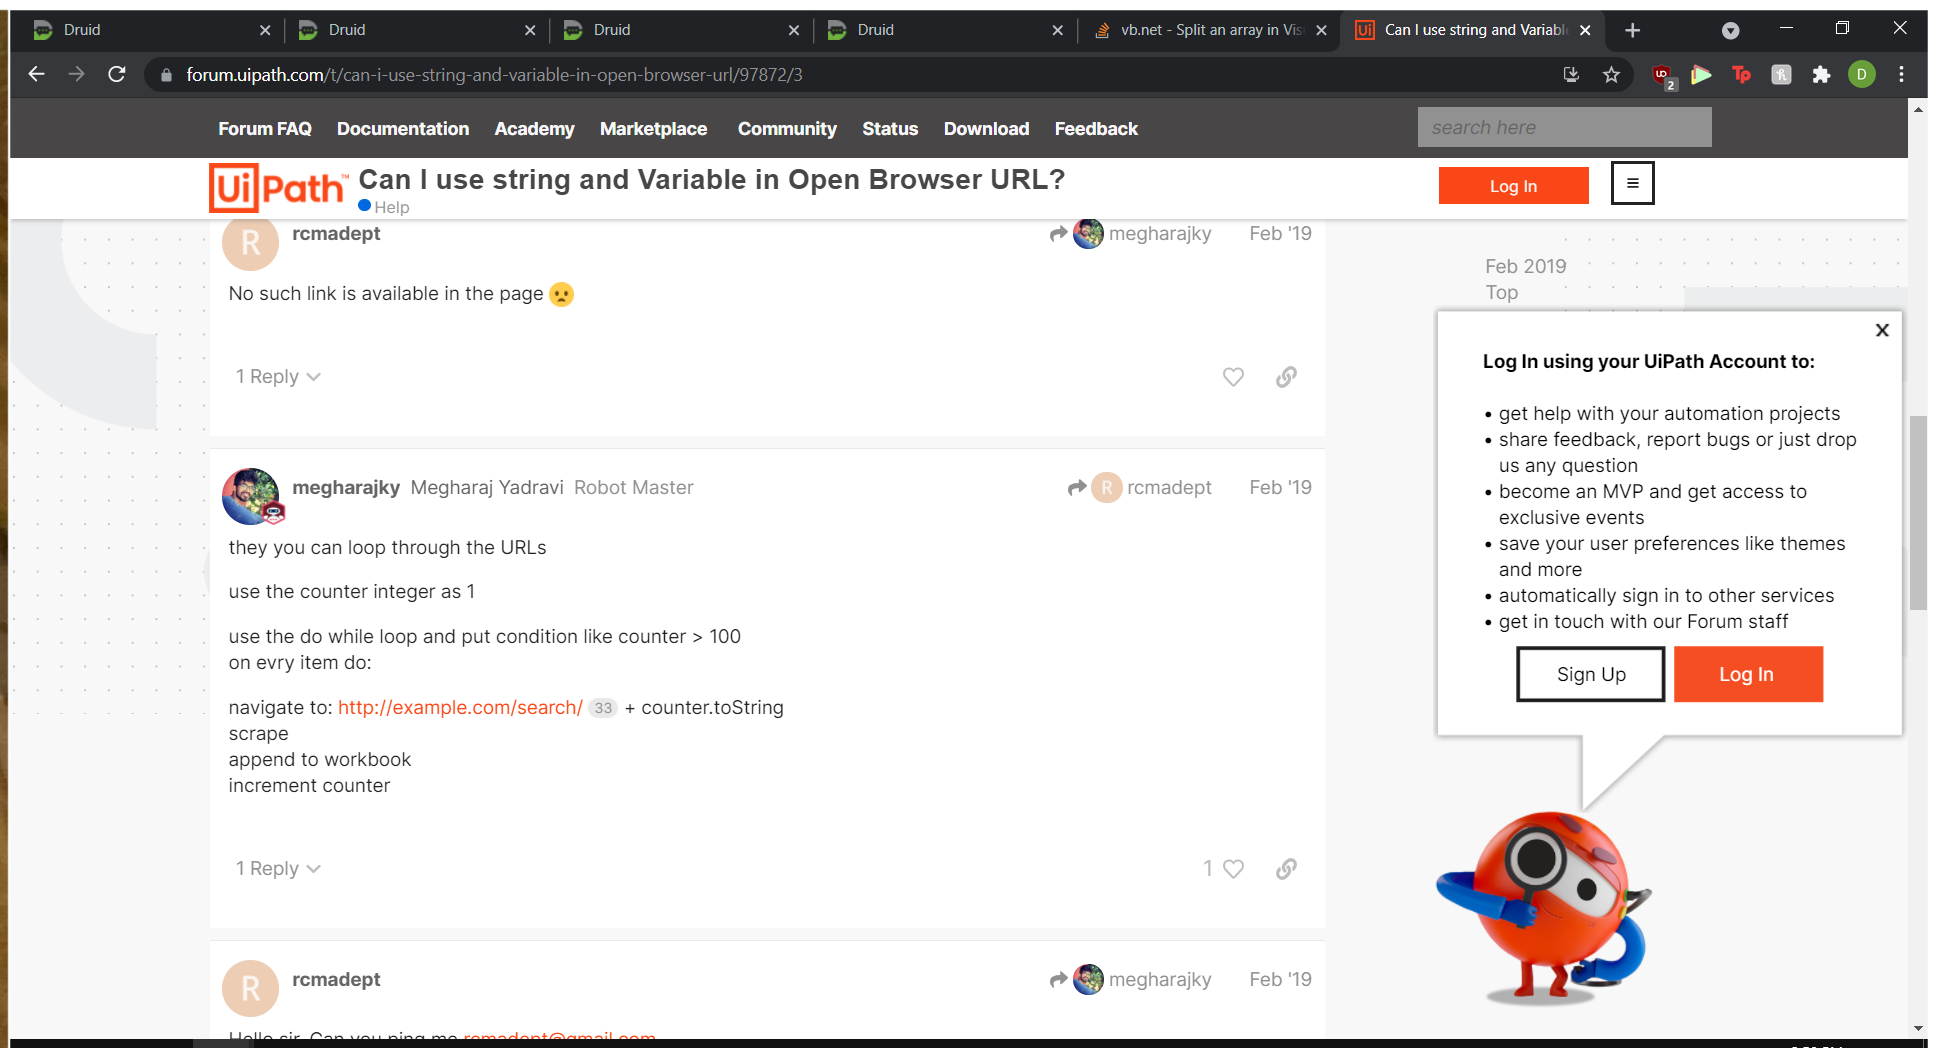 Druid
Druid
Druid
Druid
vb.net - Split an array in Vis
Can I use string and Variable
forum.uipath.com/t/can-i-use-string-and-variable-in-open-browser-url/97872/3
2
D
Forum FAQ Documentation Academy Marketplace Community Status Download Feedback
search here
UiPath™
Can I use string and Variable in Open Browser URL?
Help
Log In
R
rcmadept
megharajky
Feb '19
No such link is available in the page
1 Reply
megharajky Megharaj Yadravi Robot Master
R rcmadept
Feb '19
they you can loop through the URLs
use the counter integer as 1
use the do while loop and put condition like counter > 100
on evry item do:
navigate to: http://example.com/search/ 33 + counter.toString
scrape
append to workbook
increment counter
1 Reply
1
R
rcmadept
megharajky
Feb '19
Hello sir, Can you ping me rcmadept@gmail.com
Feb 2019
Top
x
Log In using your UiPath Account to:
• get help with your automation projects
• share feedback, report bugs or just drop
us any question
• become an MVP and get access to
exclusive events
• save your user preferences like themes
and more
• automatically sign in to other services
• get in touch with our Forum staff
Sign Up
Log In